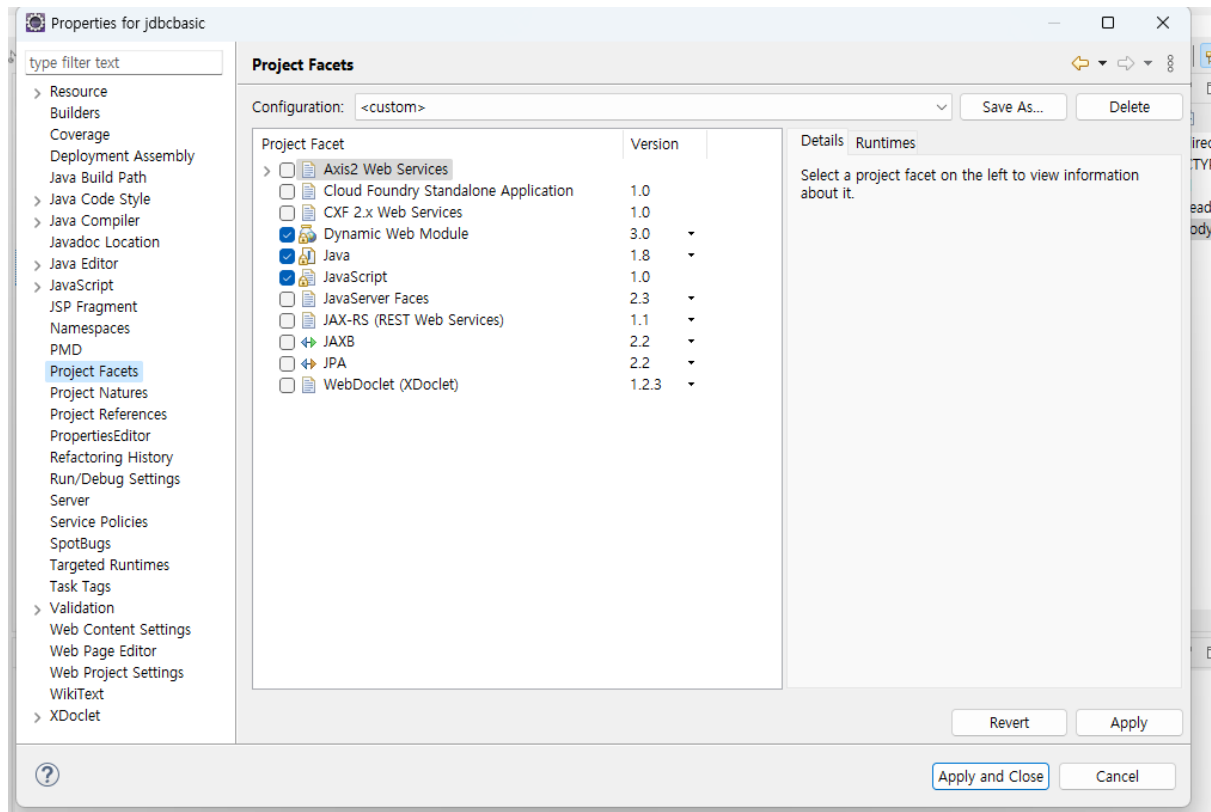 Properties for jdbcbasic
type filter text
Resource
Builders
Coverage
Deployment Assembly
Java Build Path
Java Code Style
Java Compiler
Javadoc Location
Java Editor
JavaScript
JSP Fragment
Namespaces
PMD
Project Facets
Project Natures
Project References
PropertiesEditor
Refactoring History
Run/Debug Settings
Server
Service Policies
SpotBugs
Targeted Runtimes
Task Tags
Validation
Web Content Settings
Web Page Editor
Web Project Settings
WikiText
XDoclet
Project Facets
Configuration: <custom> Save As... Delete
Project Facet Version
Axis2 Web Services
Cloud Foundry Standalone Application 1.0
CXF 2.x Web Services 1.0
Dynamic Web Module 3.0
Java 1.8
JavaScript 1.0
JavaServer Faces 2.3
JAX-RS (REST Web Services) 1.1
JAXB 2.2
JPA 2.2
WebDoclet (XDoclet) 1.2.3
Details Runtimes
Select a project facet on the left to view information
about it.
Revert Apply
Apply and Close Cancel